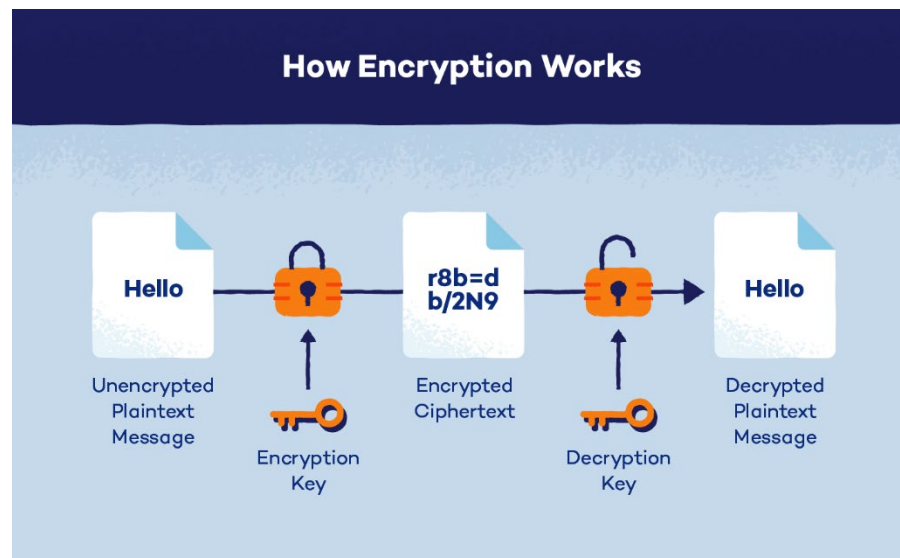 How Encryption Works
Hello
r8b=d
b/2N9
Hello
Unencrypted
Plaintext
Message
Encryption
Key
Encrypted
Ciphertext
Decryption
Key
Decrypted
Plaintext
Message